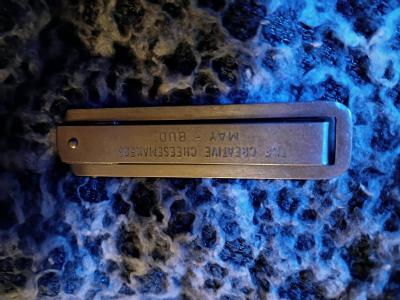 THE CREATIVE CHEESEMAKERS
MAY - BUD